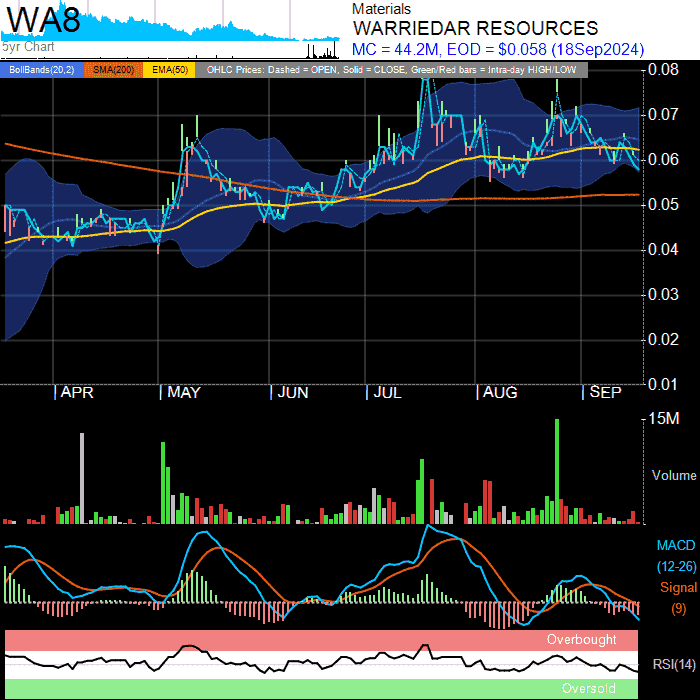 WA8
5yr Chart
Materials
WARRIEDAR RESOURCES
MC = 44.2M, EOD = $0.058 (18Sep2024)
BollBands(20,2) SMA(200) EMA(50) OHLC Prices: Dashed = OPEN, Solid = CLOSE, Green/Red bars = Intra-day HIGH/LOW
0.08
0.07
0.06
0.05
0.04
0.03
0.02
0.01
APR MAY JUN JUL AUG SEP
15M
Volume
MACD
(12-26)
Signal
(9)
Overbought
RSI(14)
Oversold